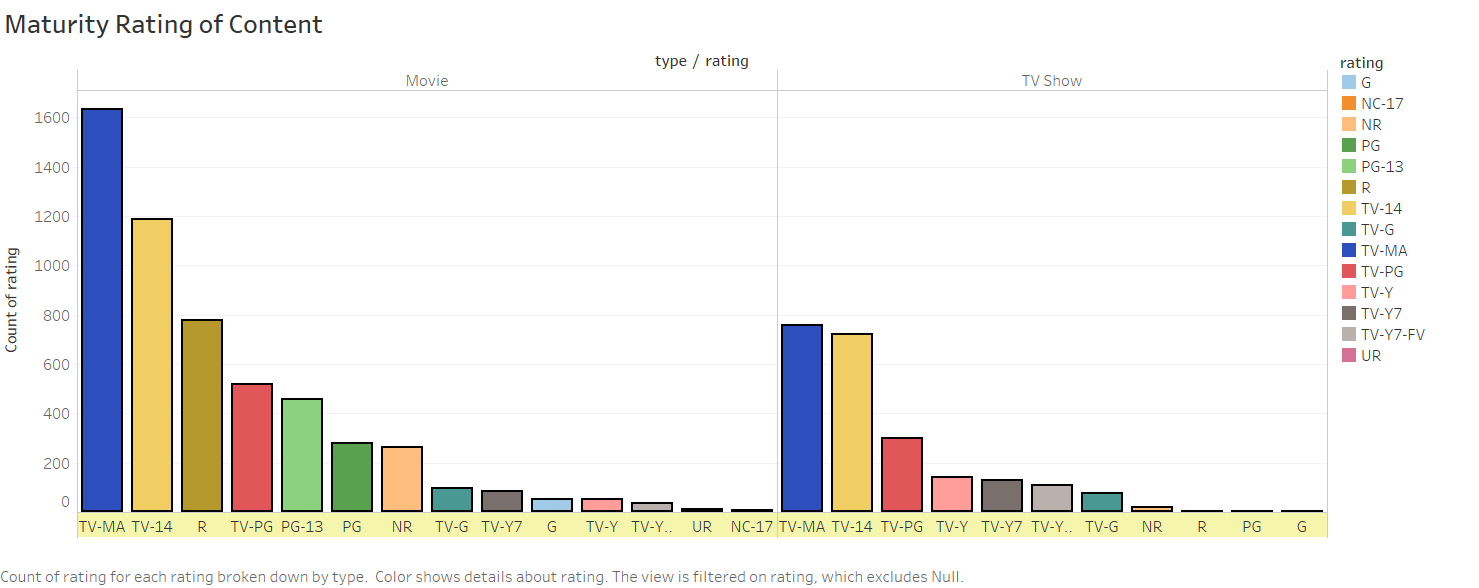 Maturity Rating of Content
type / rating
Movie
TV Show
Count of rating
1600
1400
1200
1000
800
600
400
200
0
TV-MA TV-14 R TV-PG PG-13 PG NR TV-G TV-Y7 G TV-Y TV-Y.. UR NC-17 TV-MA TV-14 TV-PG TV-Y TV-Y7 TV-Y.. TV-G NR R PG G
rating
G
NC-17
NR
PG
PG-13
R
TV-14
TV-G
TV-MA
TV-PG
TV-Y
TV-Y7
TV-Y7-FV
UR
Count of rating for each rating broken down by type. Color shows details about rating. The view is filtered on rating, which excludes Null.